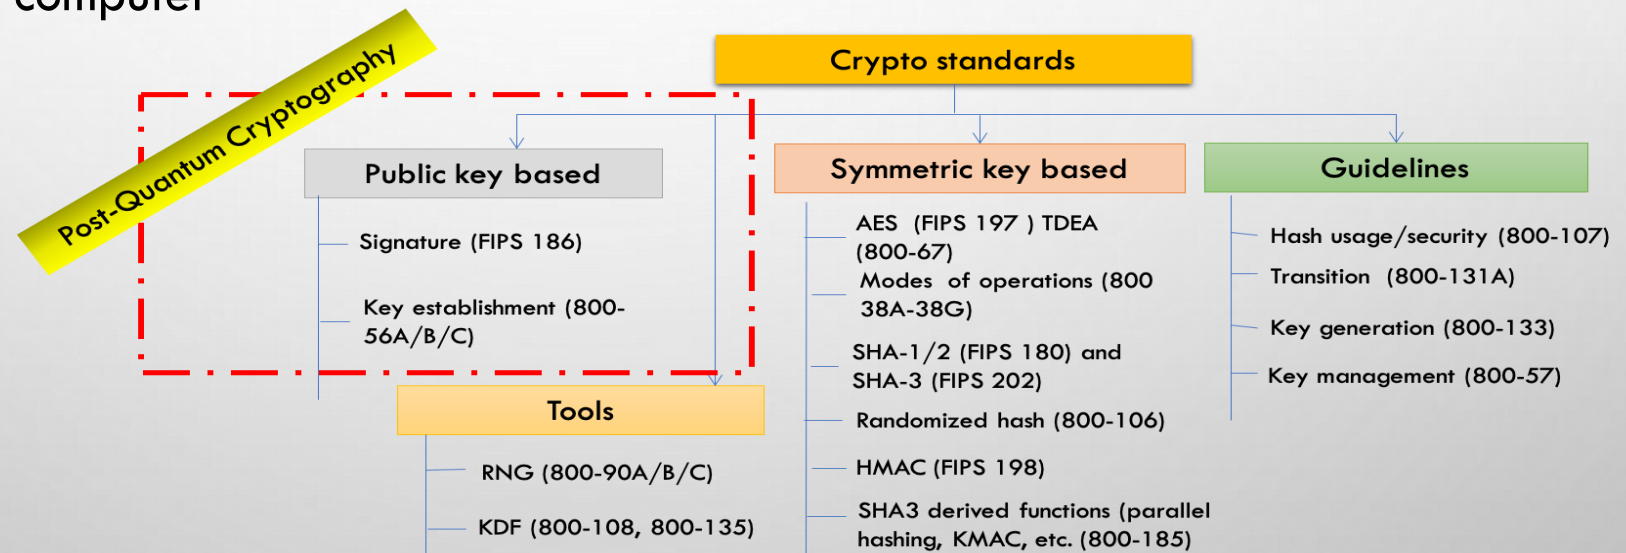 computer
Post-Quantum Cryptography
Crypto standards
Public key based
Signature (FIPS 186)
Key establishment (800-
56A/B/C)
Tools
RNG (800-90A/B/C)
KDF (800-108, 800-135)
Symmetric key based
AES (FIPS 197 ) TDEA
(800-67)
Modes of operations (800
38A-38G)
SHA-1/2 (FIPS 180) and
SHA-3 (FIPS 202)
Randomized hash (800-106)
HMAC (FIPS 198)
SHA3 derived functions (parallel
hashing, KMAC, etc. (800-185)
Guidelines
Hash usage/security (800-107)
Transition (800-131A)
Key generation (800-133)
Key management (800-57)